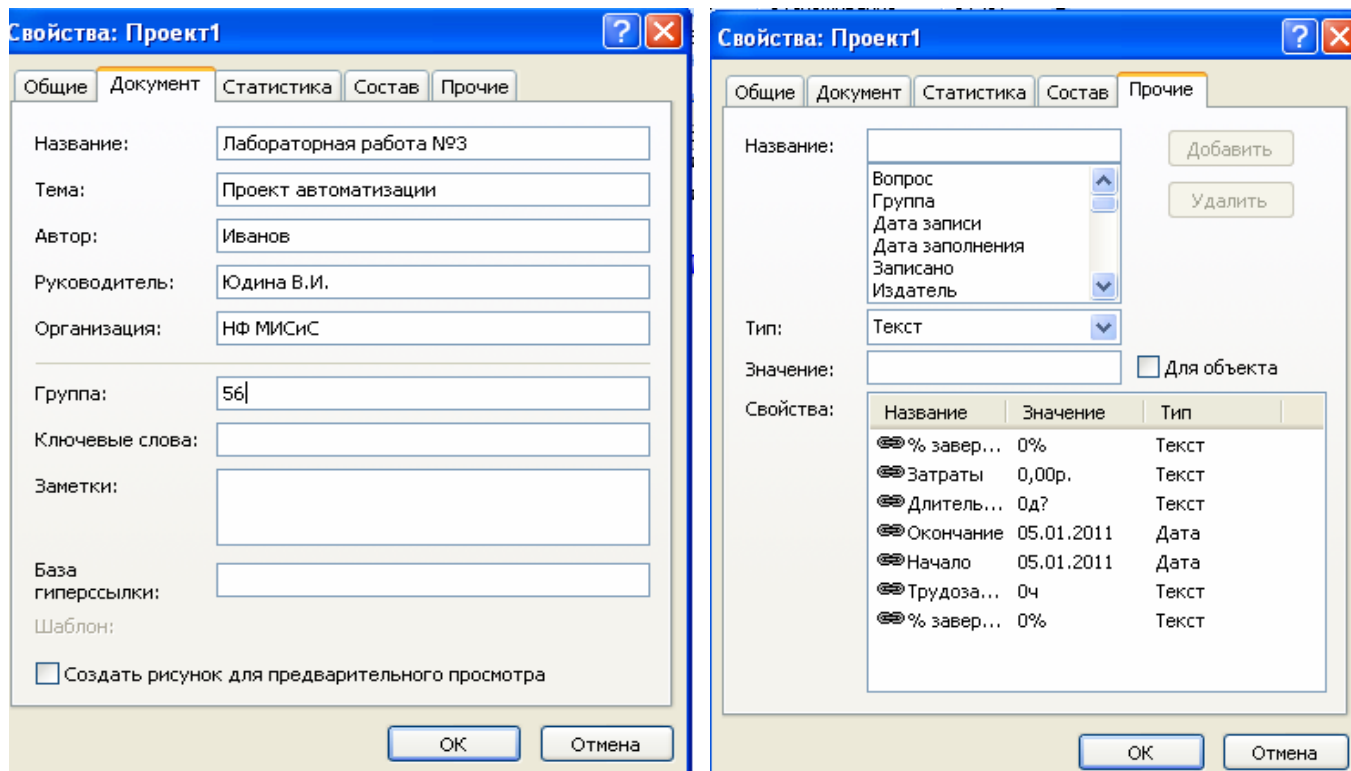 Свойства: Проект1
Общие Документ Статистика Состав Прочие
Название: Лабораторная работа №3
Тема: Проект автоматизации
Автор: Иванов
Руководитель: Юдина В.И.
Организация: НФ МИСиС
Группа: 56
Ключевые слова:
Заметки:
База
гиперссылки:
Шаблон:
Создать рисунок для предварительного просмотра
ОК Отмена
Свойства: Проект1
Общие Документ Статистика Состав Прочие
Название: Добавить
Вопрос
Группа Удалить
Дата записи
Дата заполнения
Записано
Издатель
Тип: Текст
Значение: Для объекта
Свойства: Название Значение Тип
% завер... 0% Текст
Затраты 0,00р. Текст
Длитель... 0д? Текст
Окончание 05.01.2011 Дата
Начало 05.01.2011 Дата
Трудоза... 0ч Текст
% завер... 0% Текст
ОК Отмена